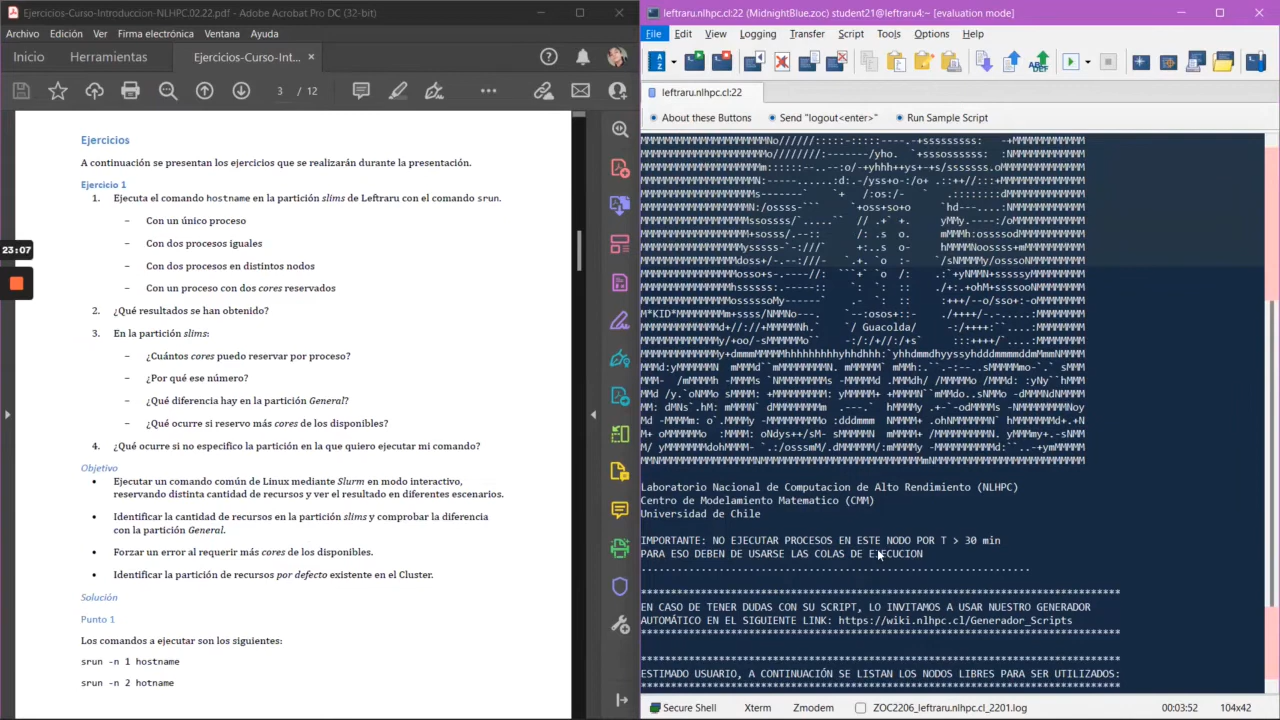 Ejercicios-Curso-Introduccion-NLHPC.02.22.pdf - Adobe Acrobat Pro DC (32-bit)
Archivo Edición Ver Firma electrónica Ventana Ayuda
Inicio Herramientas Ejercicios-Curso-Int... ×
3 / 12
Ejercicios
A continuación se presentan los ejercicios que se realizarán durante la presentación.
Ejercicio 1
1. Ejecuta el comando hostname en la partición slims de Leftraru con el comando srun.
– Con un único proceso
– Con dos procesos iguales
– Con dos procesos en distintos nodos
– Con un proceso con dos cores reservados
2. ¿Qué resultados se han obtenido?
3. En la partición slims:
– ¿Cuántos cores puedo reservar por proceso?
– ¿Por qué ese número?
– ¿Qué diferencia hay en la partición General?
– ¿Qué ocurre si reservo más cores de los disponibles?
4. ¿Qué ocurre si no especifico la partición en la que quiero ejecutar mi comando?
Objetivo
• Ejecutar un comando común de Linux mediante Slurm en modo interactivo,
reservando distinta cantidad de recursos y ver el resultado en diferentes escenarios.
• Identificar la cantidad de recursos en la partición slims y comprobar la diferencia
con la partición General.
• Forzar un error al requerir más cores de los disponibles.
• Identificar la partición de recursos por defecto existente en el Cluster.
Solución
Punto 1
Los comandos a ejecutar son los siguientes:
srun -n 1 hostname
srun -n 2 hotname
23:07
leftraru.nlhpc.cl:22 (MidnightBlue.zoc) student21@leftraru4:~ [evaluation mode]
File Edit View Logging Transfer Script Tools Options Help
leftraru.nlhpc.cl:22
About these Buttons Send "logout<enter>" Run Sample Script
Guacolda/
Laboratorio Nacional de Computacion de Alto Rendimiento (NLHPC)
Centro de Modelamiento Matematico (CMM)
Universidad de Chile
IMPORTANTE: NO EJECUTAR PROCESOS EN ESTE NODO POR T > 30 min
PARA ESO DEBEN DE USARSE LAS COLAS DE EJECUCION
EN CASO DE TENER DUDAS CON SU SCRIPT, LO INVITAMOS A USAR NUESTRO GENERADOR
AUTOMÁTICO EN EL SIGUIENTE LINK: https://wiki.nlhpc.cl/Generador_Scripts
ESTIMADO USUARIO, A CONTINUACIÓN SE LISTAN LOS NODOS LIBRES PARA SER UTILIZADOS:
Secure Shell Xterm Zmodem ZOC2206_leftraru.nlhpc.cl_2201.log 00:03:52 104x42